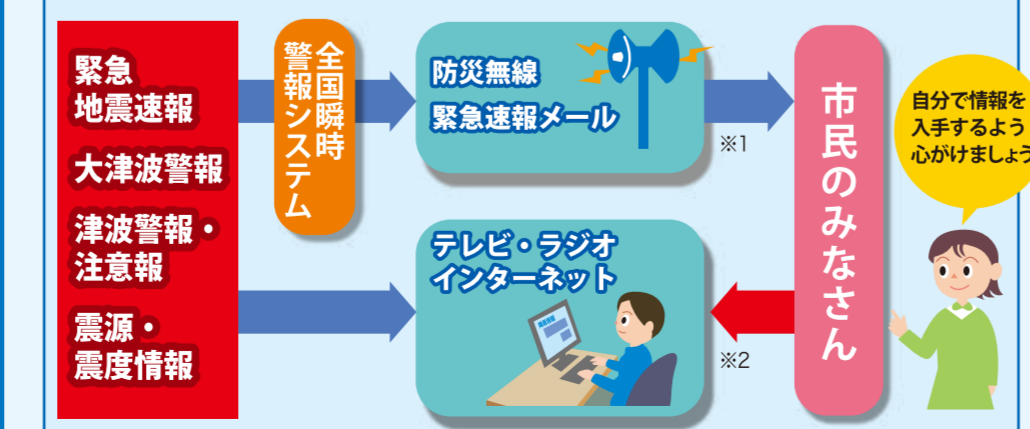 緊急
地震速報
大津波警報
津波警報・
注意報
震源・
震度情報
全国瞬時
警報システム
防災無線
緊急速報メール
※1
テレビ・ラジオ
インターネット
※2
市民のみなさん
自分で情報を
入手するよう
心がけましょう